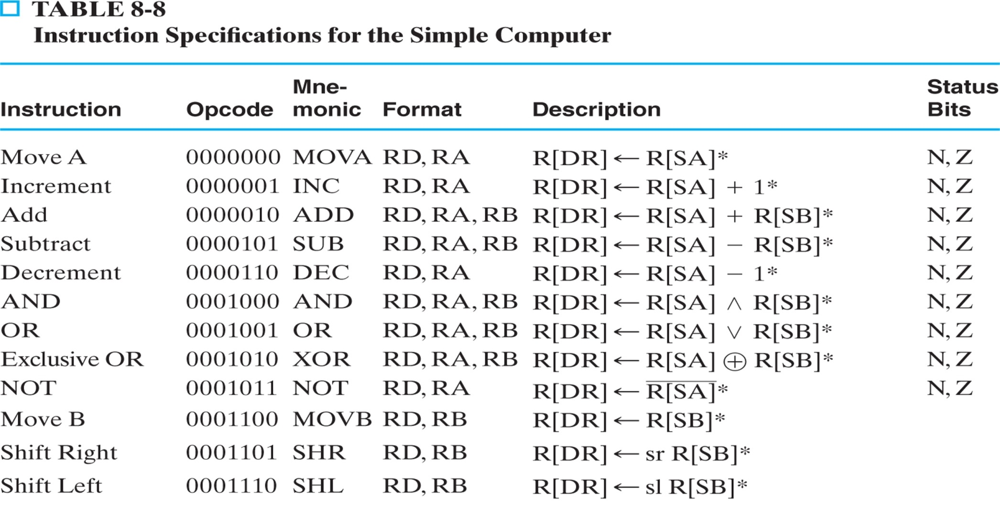 TABLE 8-8
Instruction Specifications for the Simple Computer
Instruction Opcode Mne-monic Format Description Status Bits
Move A 0000000 MOVA RD, RA R[DR] ← R[SA]* N, Z
Increment 0000001 INC RD, RA R[DR] ← R[SA] + 1* N, Z
Add 0000010 ADD RD, RA, RB R[DR] ← R[SA] + R[SB]* N, Z
Subtract 0000101 SUB RD, RA, RB R[DR] ← R[SA] − R[SB]* N, Z
Decrement 0000110 DEC RD, RA R[DR] ← R[SA] − 1* N, Z
AND 0001000 AND RD, RA, RB R[DR] ← R[SA] ∧ R[SB]* N, Z
OR 0001001 OR RD, RA, RB R[DR] ← R[SA] ∨ R[SB]* N, Z
Exclusive OR 0001010 XOR RD, RA, RB R[DR] ← R[SA] ⊕ R[SB]* N, Z
NOT 0001011 NOT RD, RA R[DR] ← R̅[̅S̅A̅]̅* N, Z
Move B 0001100 MOVB RD, RB R[DR] ← R[SB]*
Shift Right 0001101 SHR RD, RB R[DR] ← sr R[SB]*
Shift Left 0001110 SHL RD, RB R[DR] ← sl R[SB]*